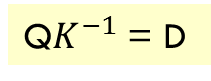 QK⁻¹ = D